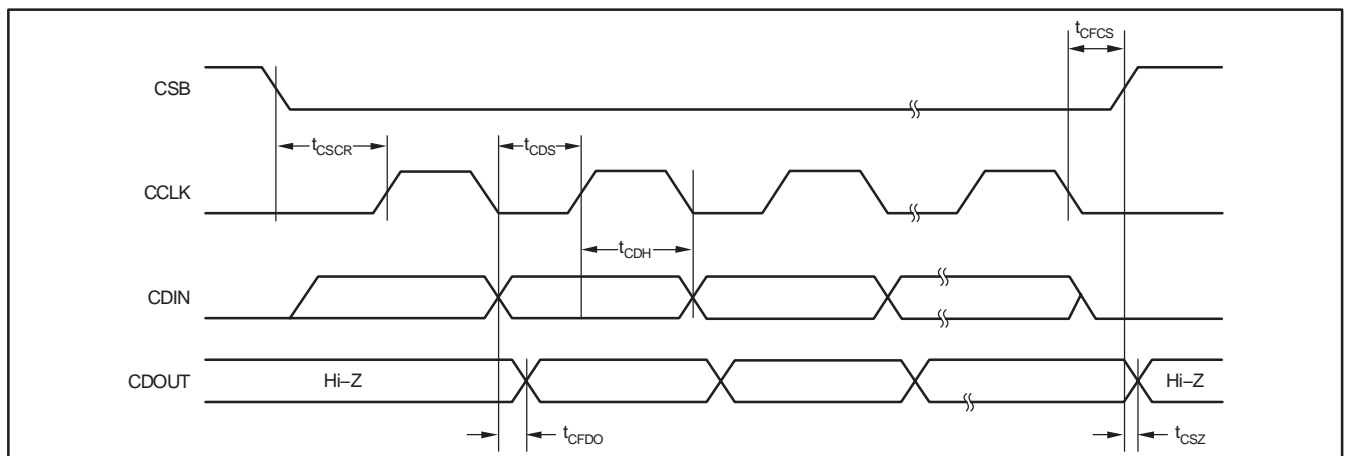 tCFCS
CSB
tCSCR
tCDS
CCLK
tCDH
CDIN
CDOUT
Hi–Z
Hi–Z
tCFDO
tCSZ